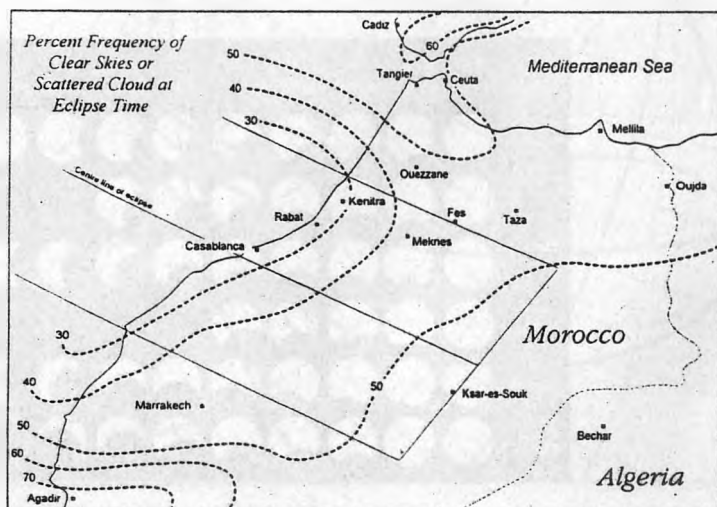 Percent Frequency of
Clear Skies or
Scattered Cloud at
Eclipse Time
Cadiz
60
50
Tangier
Ceuta
Mediterranean Sea
40
30
Melilla
Ouezzane
Oujda
Centre line of eclipse
Kenitra
Rabat
Fes
Taza
Meknes
Casablanca
30
Morocco
40
50
Ksar-es-Souk
Marrakech
50
60
Bechar
70
Algeria
Agadir